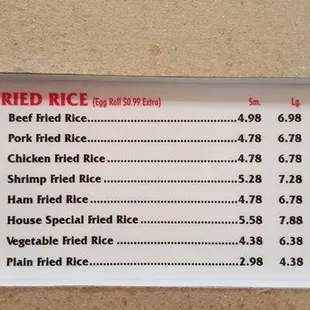 RIED RICE (Egg Roll $0.99 Extra) Sm. Lg.
Beef Fried Rice.....................................4.98 6.98
Pork Fried Rice.....................................4.78 6.78
Chicken Fried Rice................................4.78 6.78
Shrimp Fried Rice.................................5.28 7.28
Ham Fried Rice.....................................4.78 6.78
House Special Fried Rice........................5.58 7.88
Vegetable Fried Rice..............................4.38 6.38
Plain Fried Rice.....................................2.98 4.38